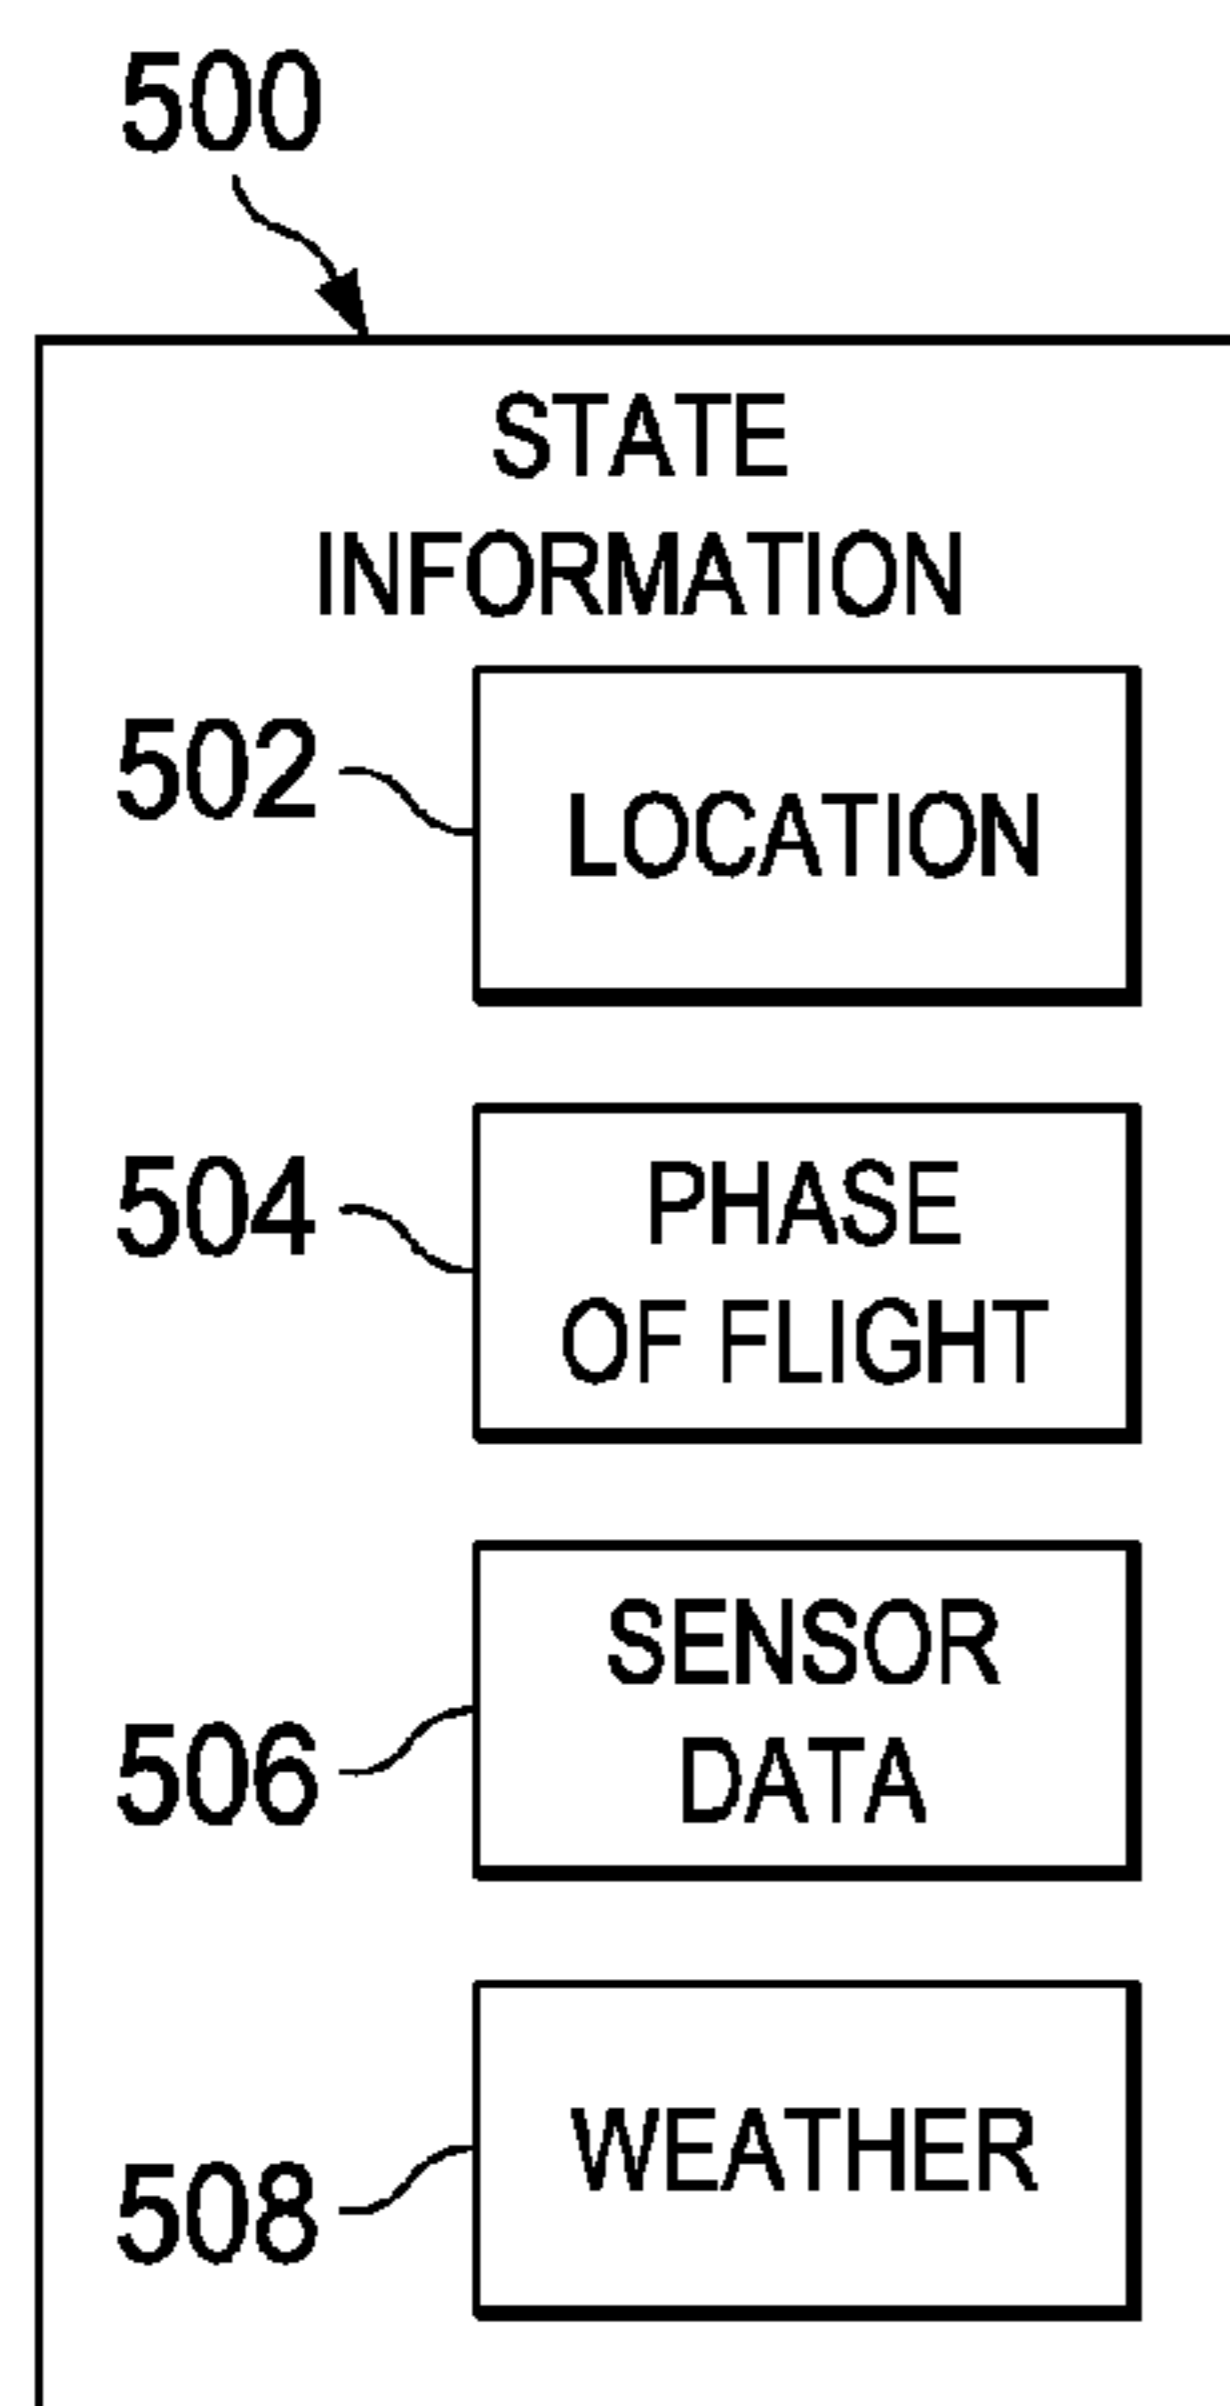 500
STATE
INFORMATION
502
LOCATION
504
PHASE
OF FLIGHT
SENSOR
506
DATA
WEATHER
508